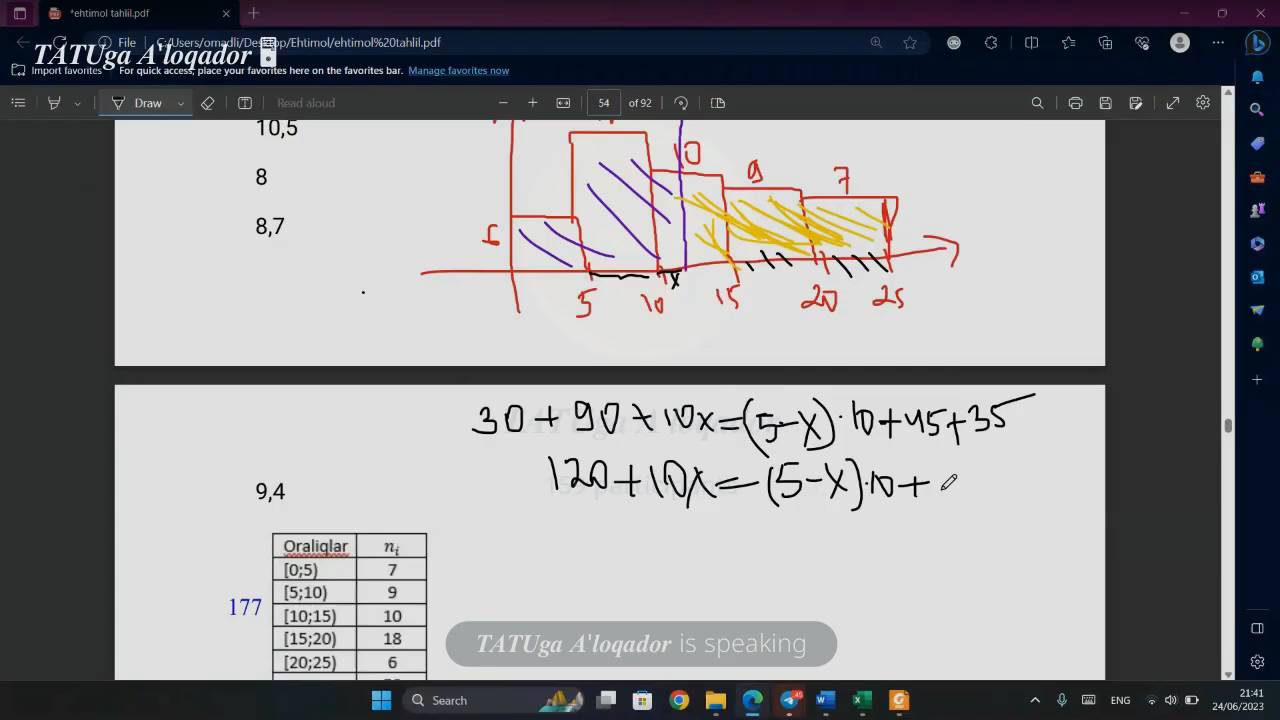 *ehtimol tahlil.pdf
File
C:/Users/omadli/Desktop/Ehtimol/ehtimol%20tahlil.pdf
TATUga A'loqador
Import favorites
For quick access, place your favorites here on the favorites bar. Manage favorites now
Draw
Read aloud
54 of 92
10,5
8
8,7
9
7
5 10 x 15 20 25
30+90+10x=(5-x)·10+45+35
120+10x=(5-x)·10+
9,4
Oraliqlar nᵢ
[0;5) 7
[5;10) 9
177
[10;15) 10
[15;20) 18
[20;25) 6
TATUga A'loqador is speaking
Search
45
ENG
21:41
24/06/2023